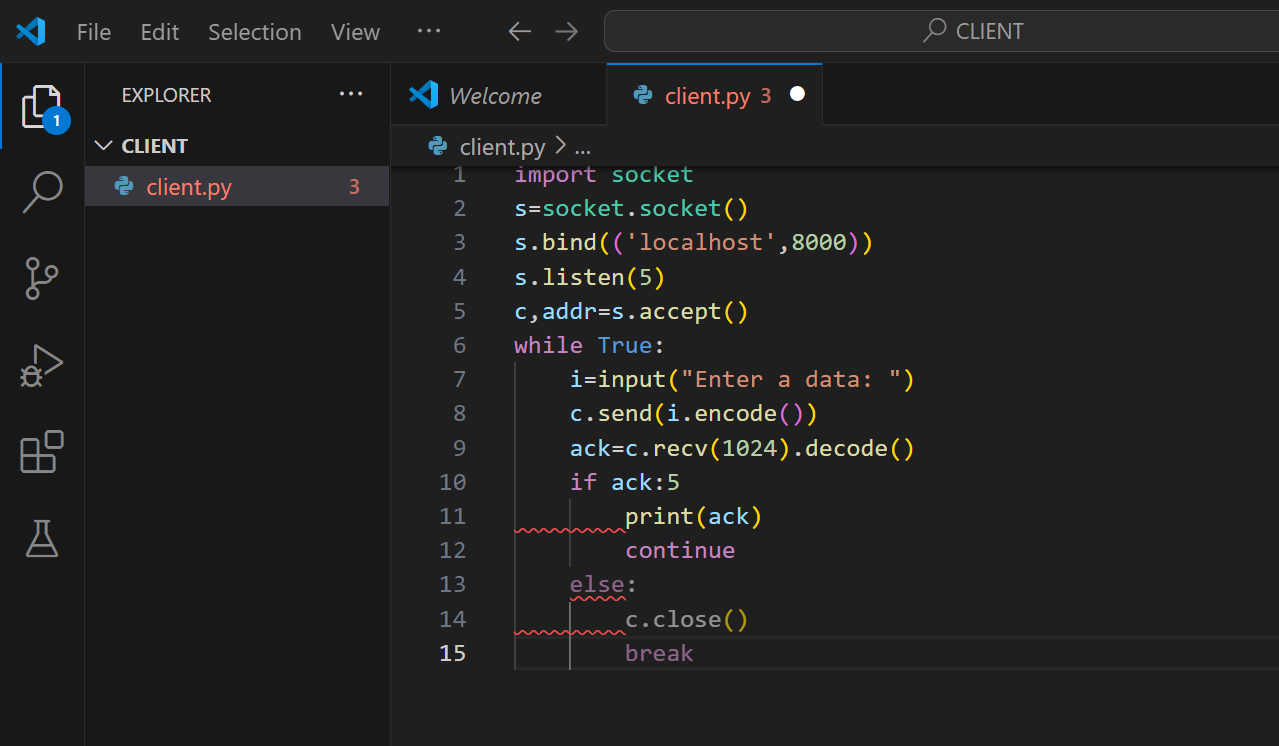 File Edit Selection View ··· ← → CLIENT
1
EXPLORER ···
Welcome
client.py 3
CLIENT
client.py 3
client.py > ...
1 import socket
2 s=socket.socket()
3 s.bind(('localhost',8000))
4 s.listen(5)
5 c,addr=s.accept()
6 while True:
7     i=input("Enter a data: ")
8     c.send(i.encode())
9     ack=c.recv(1024).decode()
10     if ack:5
11         print(ack)
12         continue
13     else:
14         c.close()
15         break